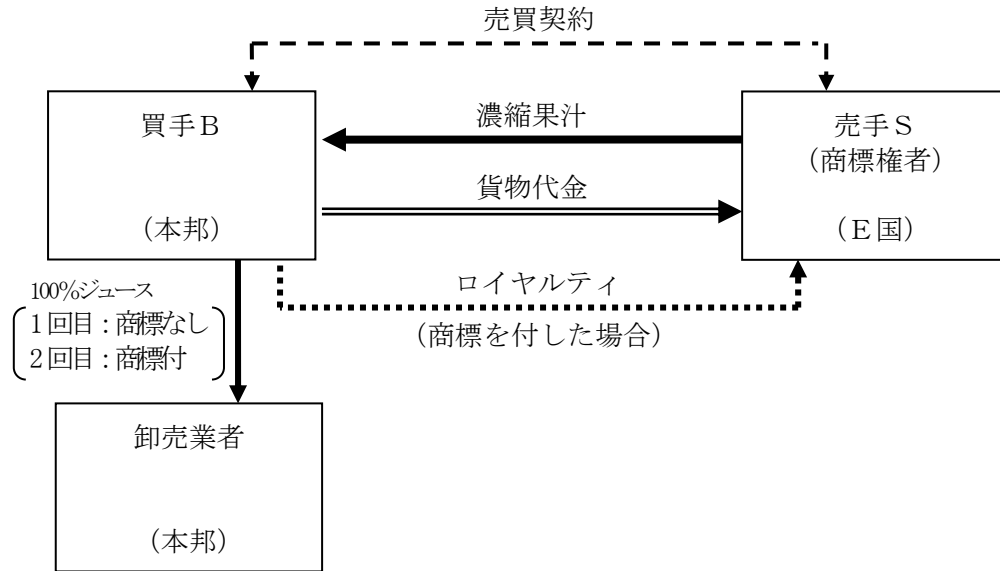 売買契約
買手Ｂ
（本邦）
濃縮果汁
貨物代金
売手Ｓ
（商標権者）
（Ｅ国）
ロイヤルティ
（商標を付した場合）
100％ジュース
１回目：商標なし
２回目：商標付
卸売業者
（本邦）